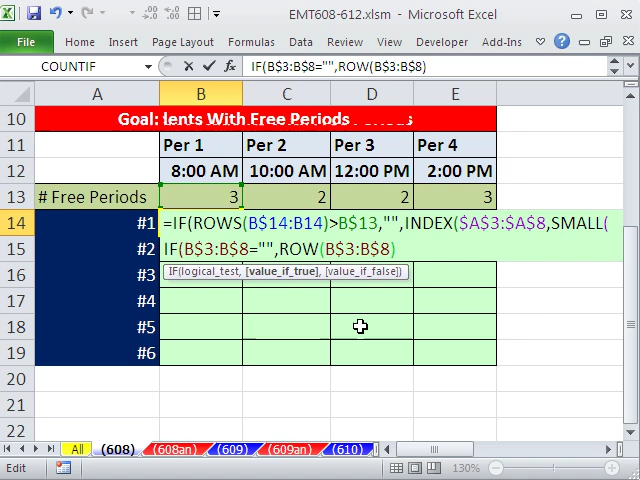 EMT608-612.xlsm - Microsoft Excel
File Home Insert Page Layout Formulas Data Review View Developer Add-Ins
COUNTIF fx IF(B$3:B$8="",ROW(B$3:B$8)
A B C D E
10 Goal: With Free Periods
11 Per 1 Per 2 Per 3 Per 4
12 8:00 AM 10:00 AM 12:00 PM 2:00 PM
13 # Free Periods 3 2 2 3
14 #1 =IF(ROWS(B$14:B14)>B$13,"",INDEX($A$3:$A$8,SMALL(
15 #2 IF(B$3:B$8="",ROW(B$3:B$8)
IF(logical_test, [value_if_true], [value_if_false])
16 #3
17 #4
18 #5
19 #6
20
21
22
All (608) (608an) (609) (609an) (610)
Edit 130%